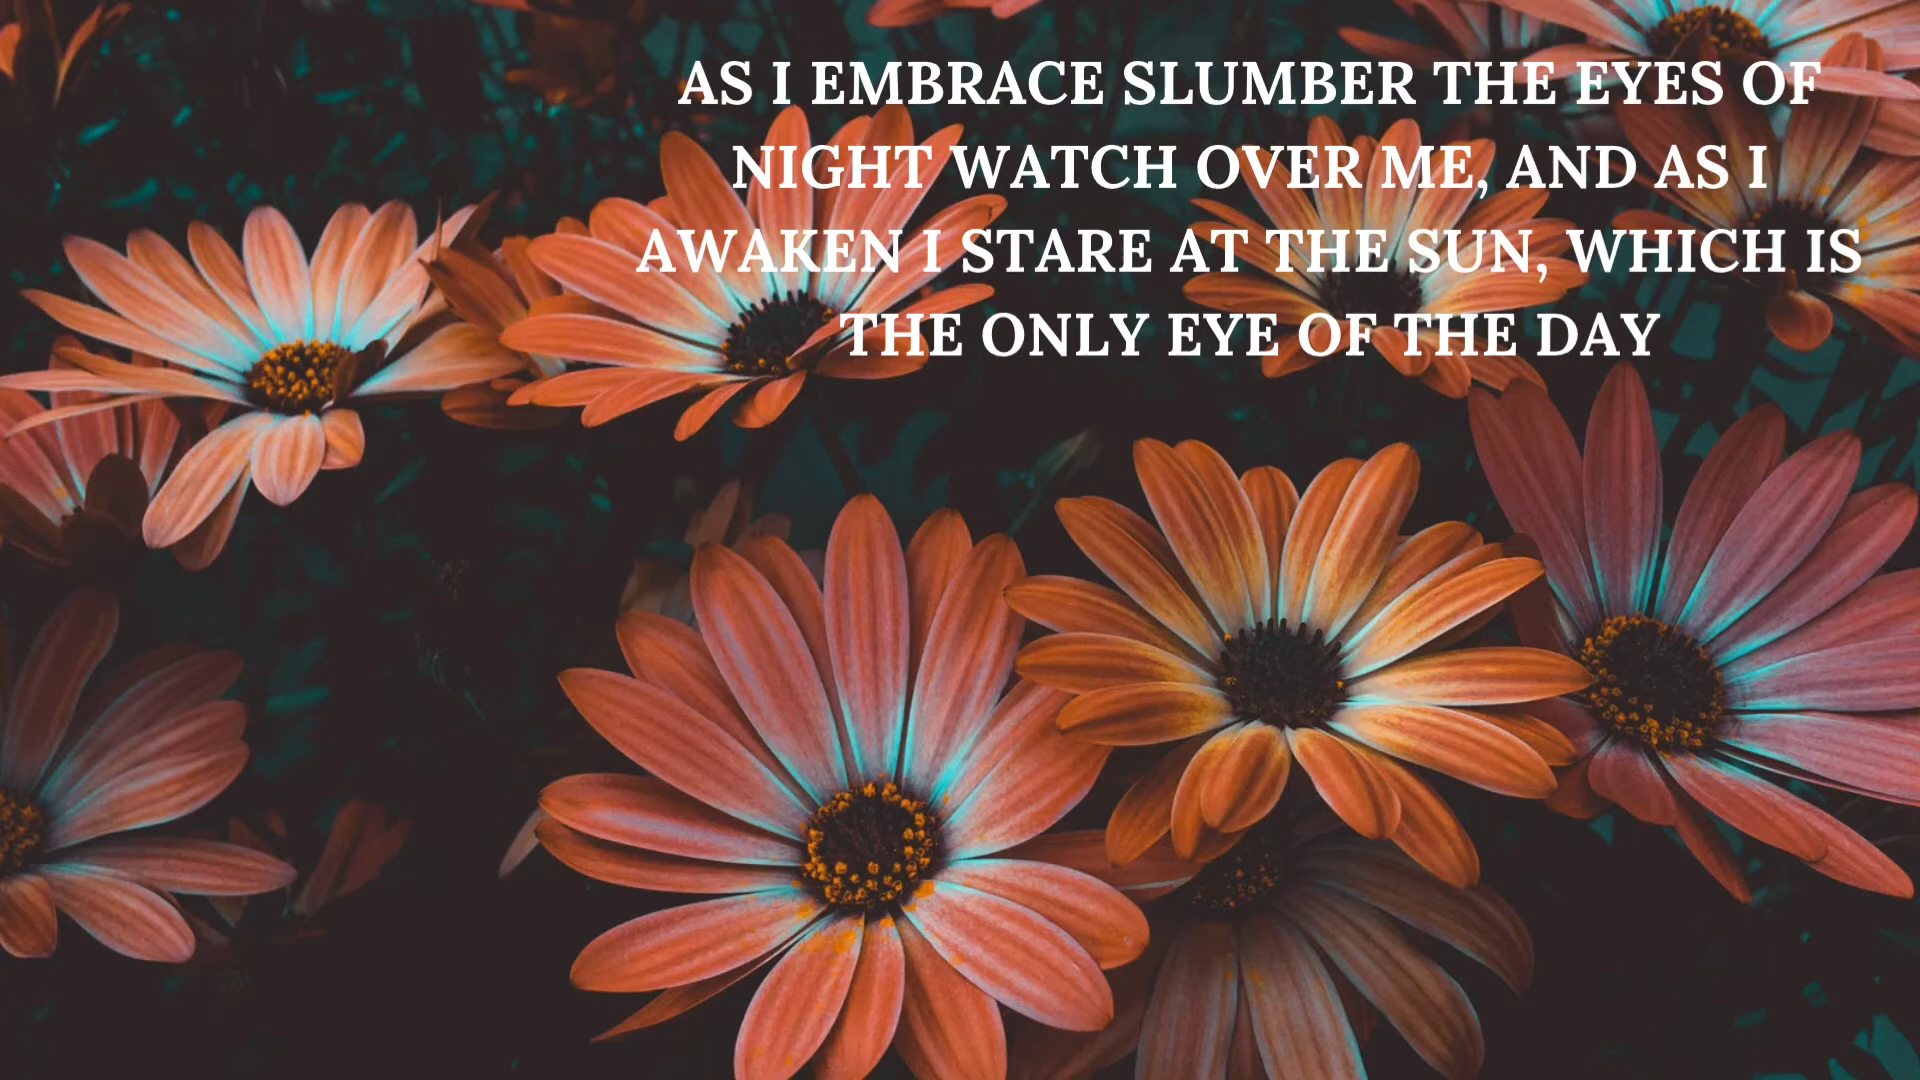 AS I EMBRACE SLUMBER THE EYES OF
NIGHT WATCH OVER ME, AND AS I
AWAKEN I STARE AT THE SUN, WHICH IS
THE ONLY EYE OF THE DAY